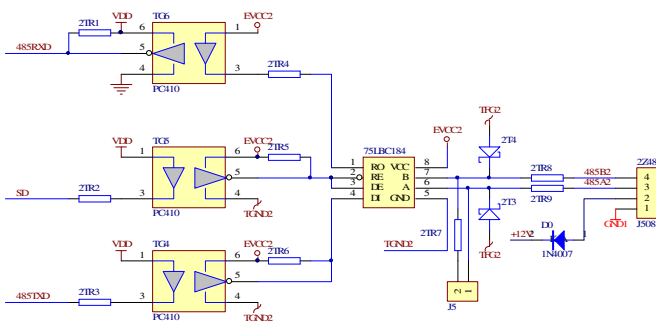 2TR1 VDD TG6 EVCC2
485RXD 6 5 4 1 3
PC410
2TR4
VDD TG5 EVCC2 2TR5
SD 2TR2 1 3 6 5 4
PC410 TGND2
VDD TG4 EVCC2 2TR6
485TXD 2TR3 1 3 6 5 4
PC410 TGND2
75LBC184 EVCC2
1 RO VCC 8
2 RE B 7
3 DE A 6
4 DI GND 5
TGND2
TFG2
2T4
2T3
TFG2
2TR7
2 1
J5
2TR8 485B2
2TR9 485A2
+12V2 D0 1
1N4007
2Z48
4
3
2
1
GND1 J508